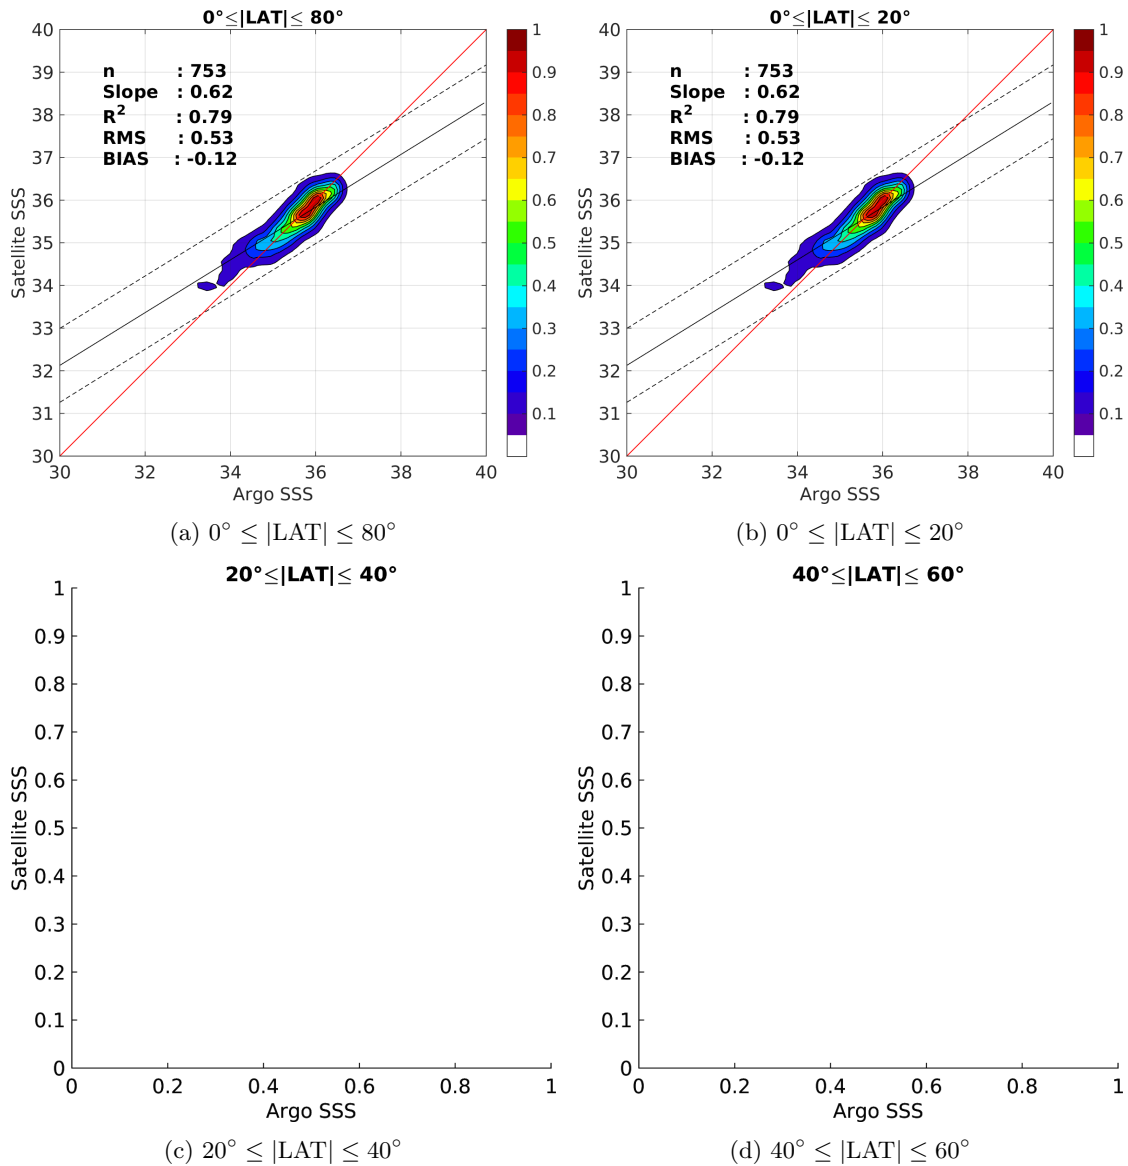 0°≤|LAT|≤ 80°
40
39
38
37
36
35
34
33
32
31
30
30 32 34 36 38 40
Satellite SSS
Argo SSS
n : 753
Slope : 0.62
R² : 0.79
RMS : 0.53
BIAS : -0.12
1
0.9
0.8
0.7
0.6
0.5
0.4
0.3
0.2
0.1
(a) 0° ≤ |LAT| ≤ 80°
0°≤|LAT|≤ 20°
40
39
38
37
36
35
34
33
32
31
30
30 32 34 36 38 40
Satellite SSS
Argo SSS
n : 753
Slope : 0.62
R² : 0.79
RMS : 0.53
BIAS : -0.12
1
0.9
0.8
0.7
0.6
0.5
0.4
0.3
0.2
0.1
(b) 0° ≤ |LAT| ≤ 20°
20°≤|LAT|≤ 40°
1
0.9
0.8
0.7
0.6
0.5
0.4
0.3
0.2
0.1
0
0 0.2 0.4 0.6 0.8 1
Satellite SSS
Argo SSS
(c) 20° ≤ |LAT| ≤ 40°
40°≤|LAT|≤ 60°
1
0.9
0.8
0.7
0.6
0.5
0.4
0.3
0.2
0.1
0
0 0.2 0.4 0.6 0.8 1
Satellite SSS
Argo SSS
(d) 40° ≤ |LAT| ≤ 60°